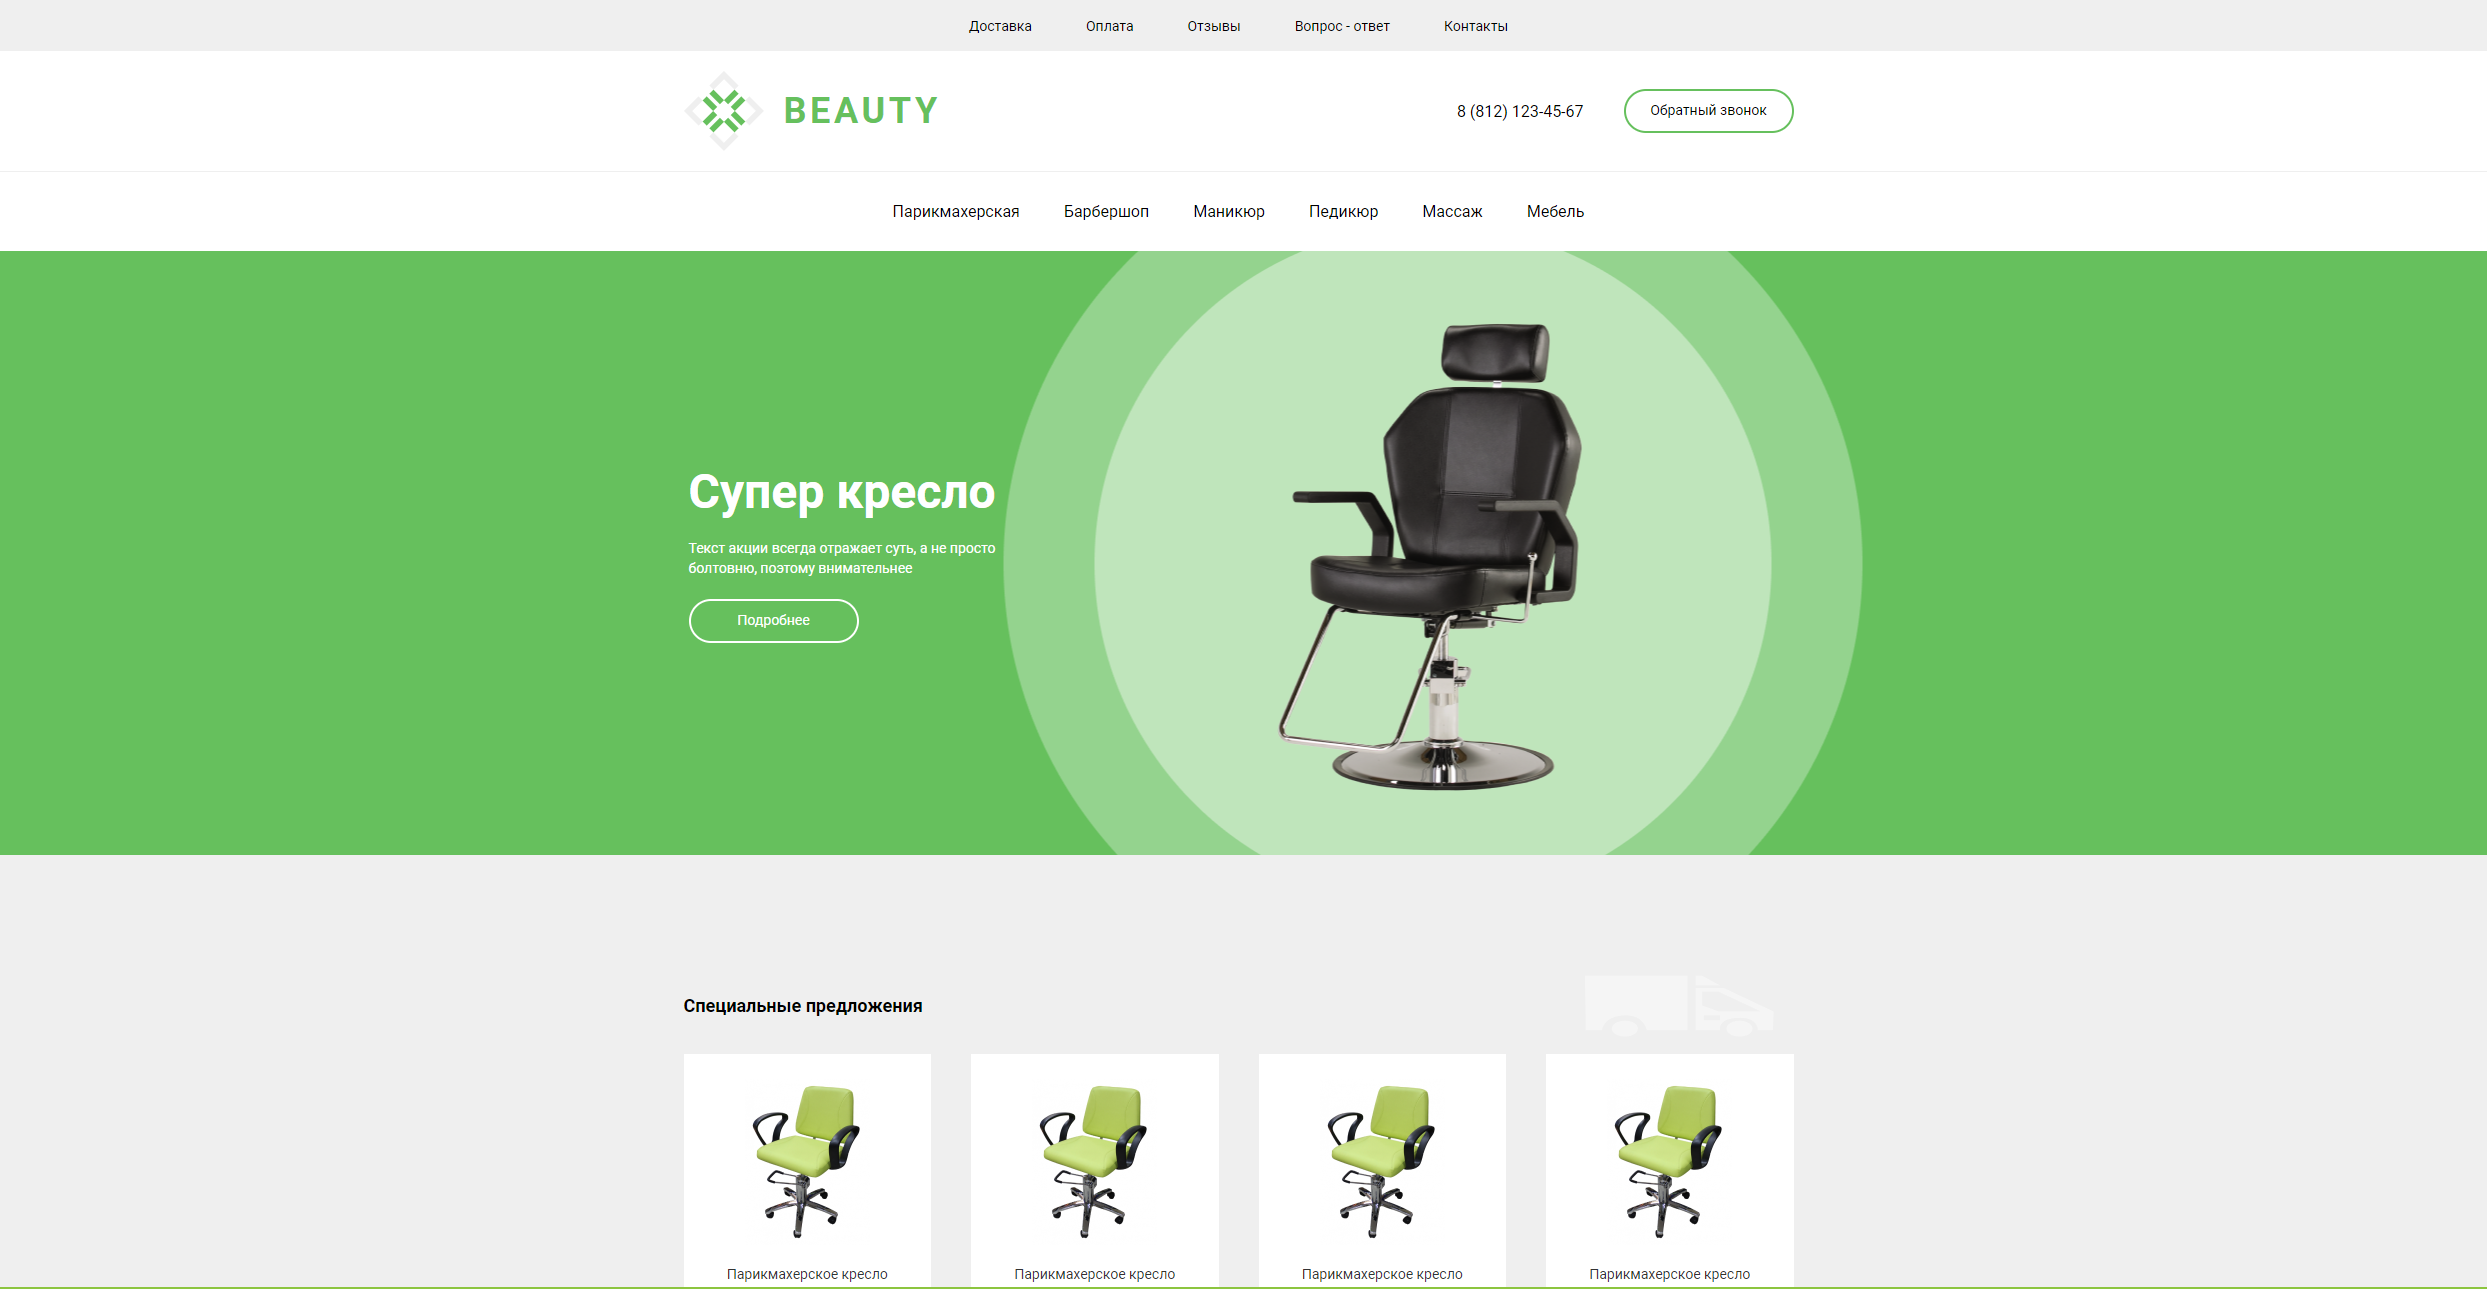 Доставка Оплата Отзывы Вопрос - ответ Контакты
BEAUTY
8 (812) 123-45-67
Обратный звонок
Парикмахерская Барбершоп Маникюр Педикюр Массаж Мебель
Супер кресло
Текст акции всегда отражает суть, а не просто
болтовню, поэтому внимательнее
Подробнее
Специальные предложения
Парикмахерское кресло
Парикмахерское кресло
Парикмахерское кресло
Парикмахерское кресло